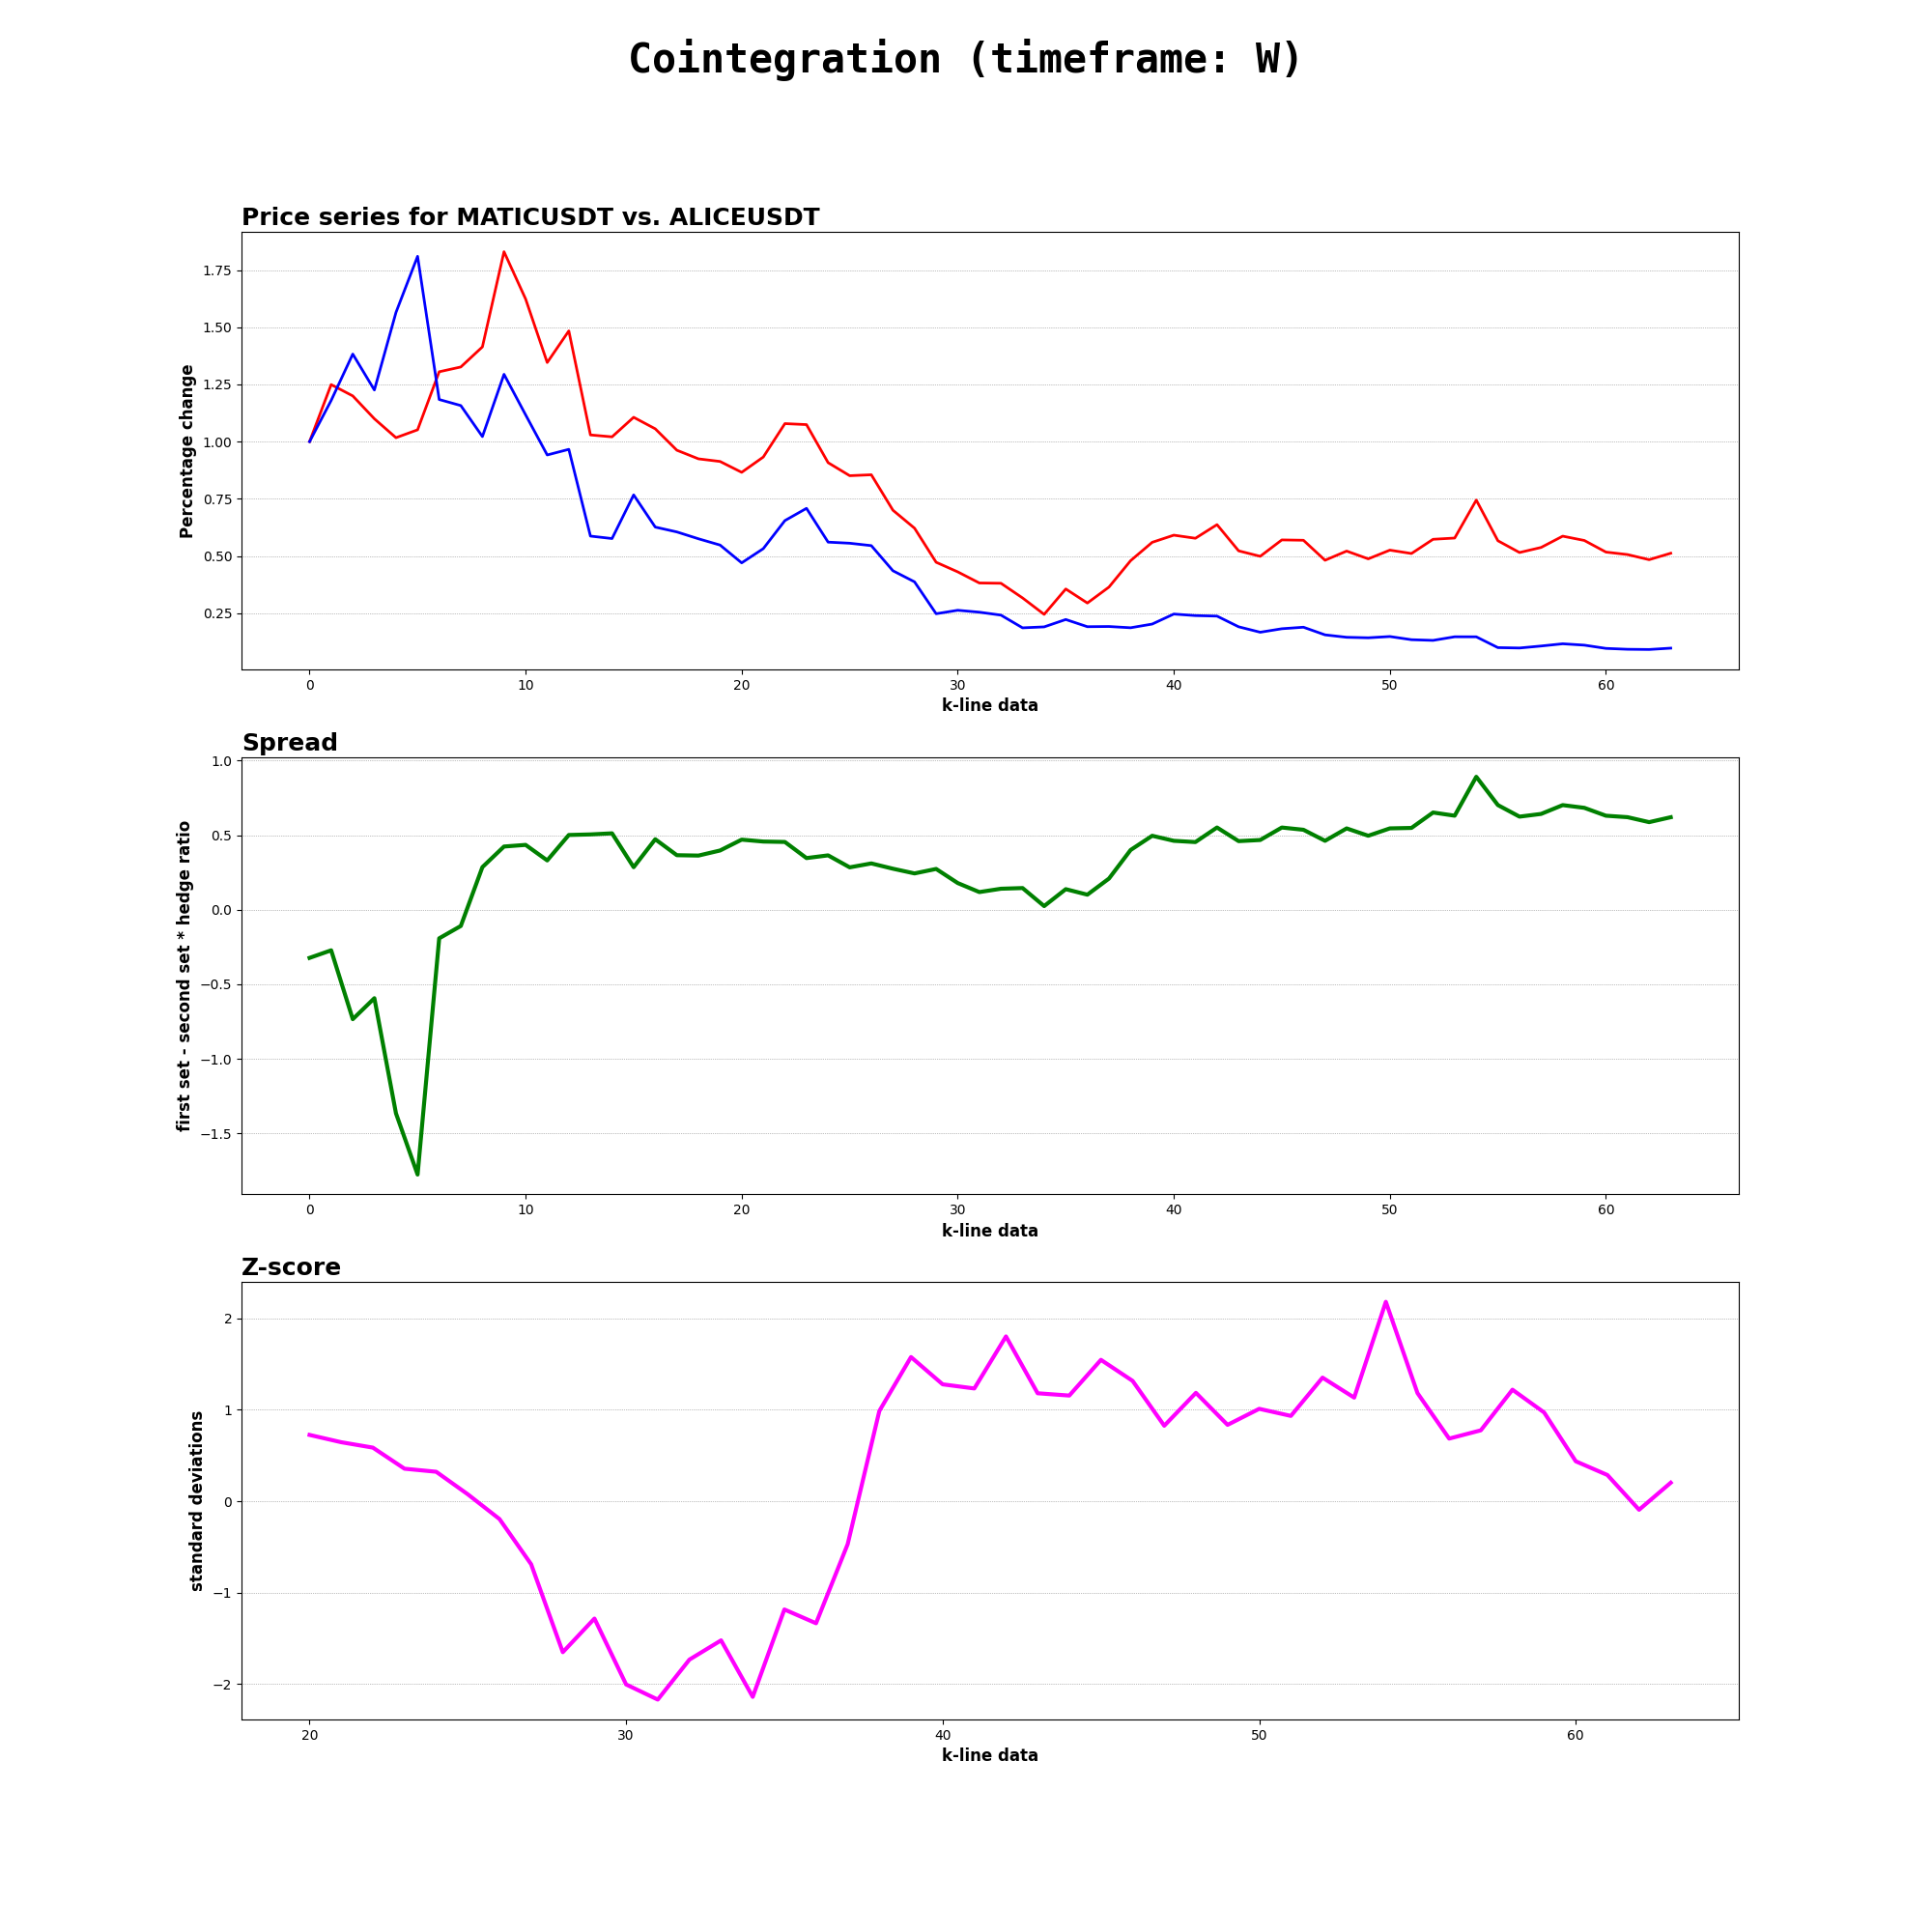 Cointegration (timeframe: W)
Price series for MATICUSDT vs. ALICEUSDT
Percentage change
1.75
1.50
1.25
1.00
0.75
0.50
0.25
0 10 20 30 40 50 60
k-line data
Spread
first set - second set * hedge ratio
1.0
0.5
0.0
−0.5
−1.0
−1.5
0 10 20 30 40 50 60
k-line data
Z-score
standard deviations
2
1
0
−1
−2
20 30 40 50 60
k-line data